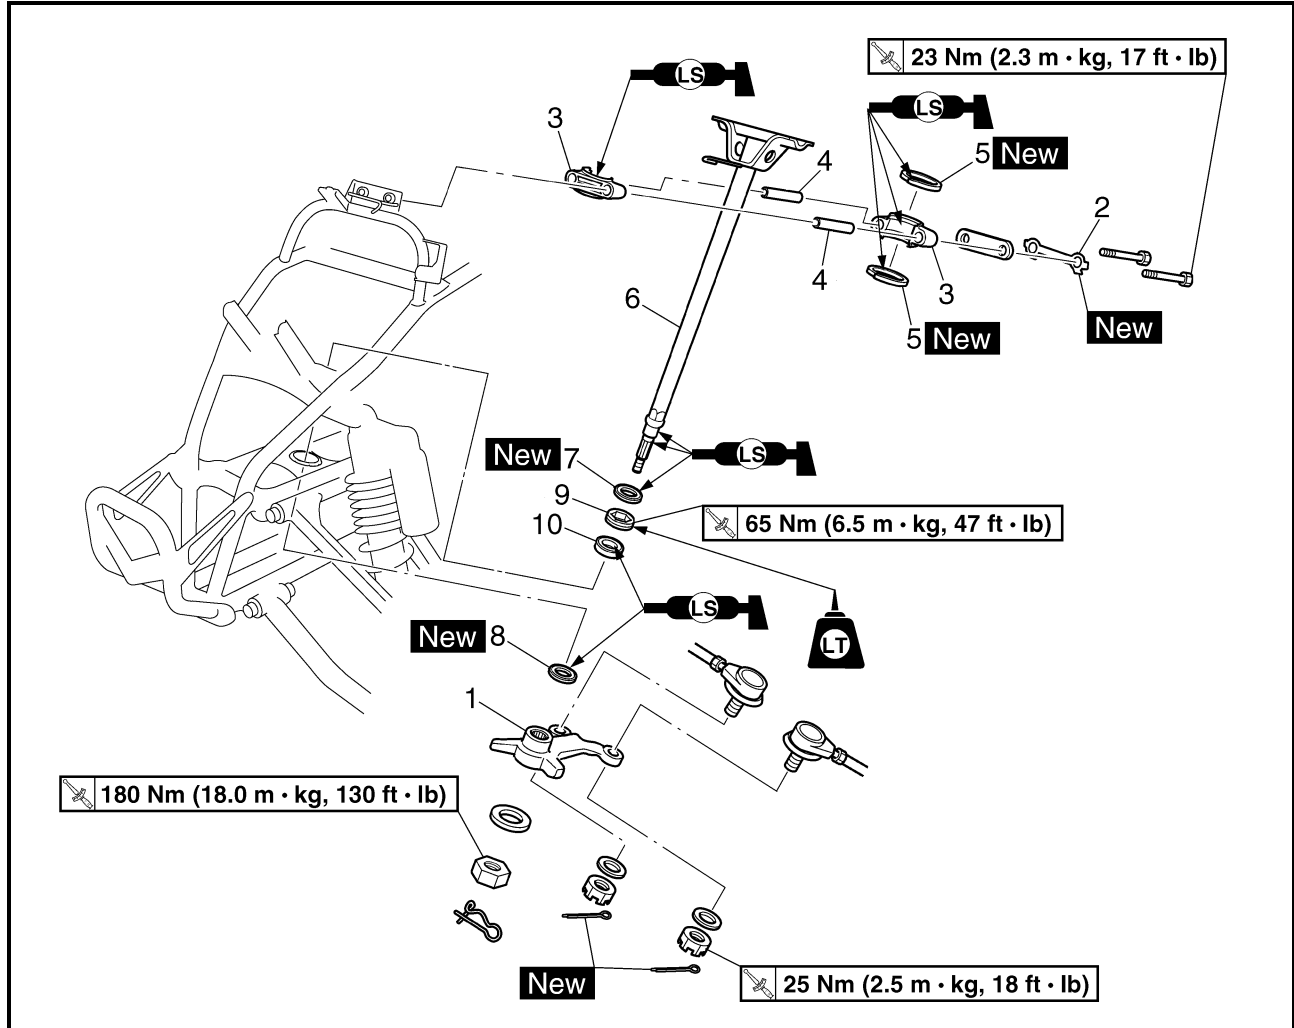 23 Nm (2.3 m · kg, 17 ft · lb)
LS
LS
3
5 New
4
2
4
3
6
5 New
New
New 7
LS
9
65 Nm (6.5 m · kg, 47 ft · lb)
10
LS
New 8
LT
1
180 Nm (18.0 m · kg, 130 ft · lb)
New
25 Nm (2.5 m · kg, 18 ft · lb)